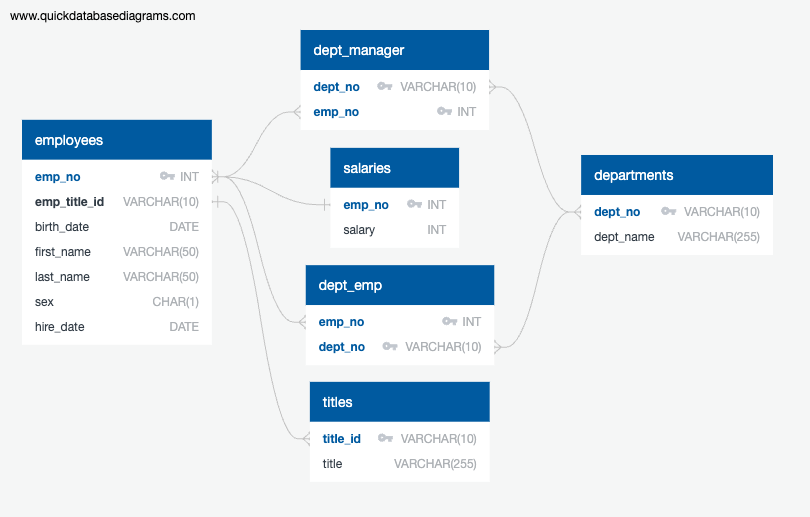 www.quickdatabasediagrams.com
dept_manager
dept_no VARCHAR(10)
emp_no INT
employees
emp_no INT
emp_title_id VARCHAR(10)
birth_date DATE
first_name VARCHAR(50)
last_name VARCHAR(50)
sex CHAR(1)
hire_date DATE
salaries
emp_no INT
salary INT
departments
dept_no VARCHAR(10)
dept_name VARCHAR(255)
dept_emp
emp_no INT
dept_no VARCHAR(10)
titles
title_id VARCHAR(10)
title VARCHAR(255)